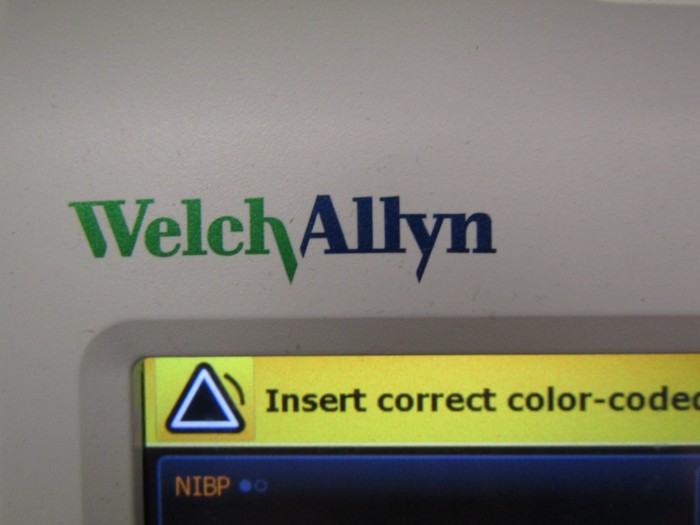 WelchAllyn
Insert correct color-coded
NIBP